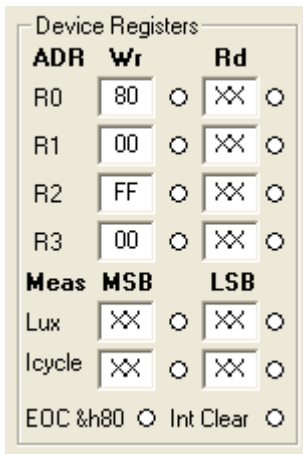 Device Registers
ADR Wr Rd
R0 80 XX
R1 00 XX
R2 FF XX
R3 00 XX
Meas MSB LSB
Lux XX XX
Icycle XX XX
EOC &h80 Int Clear